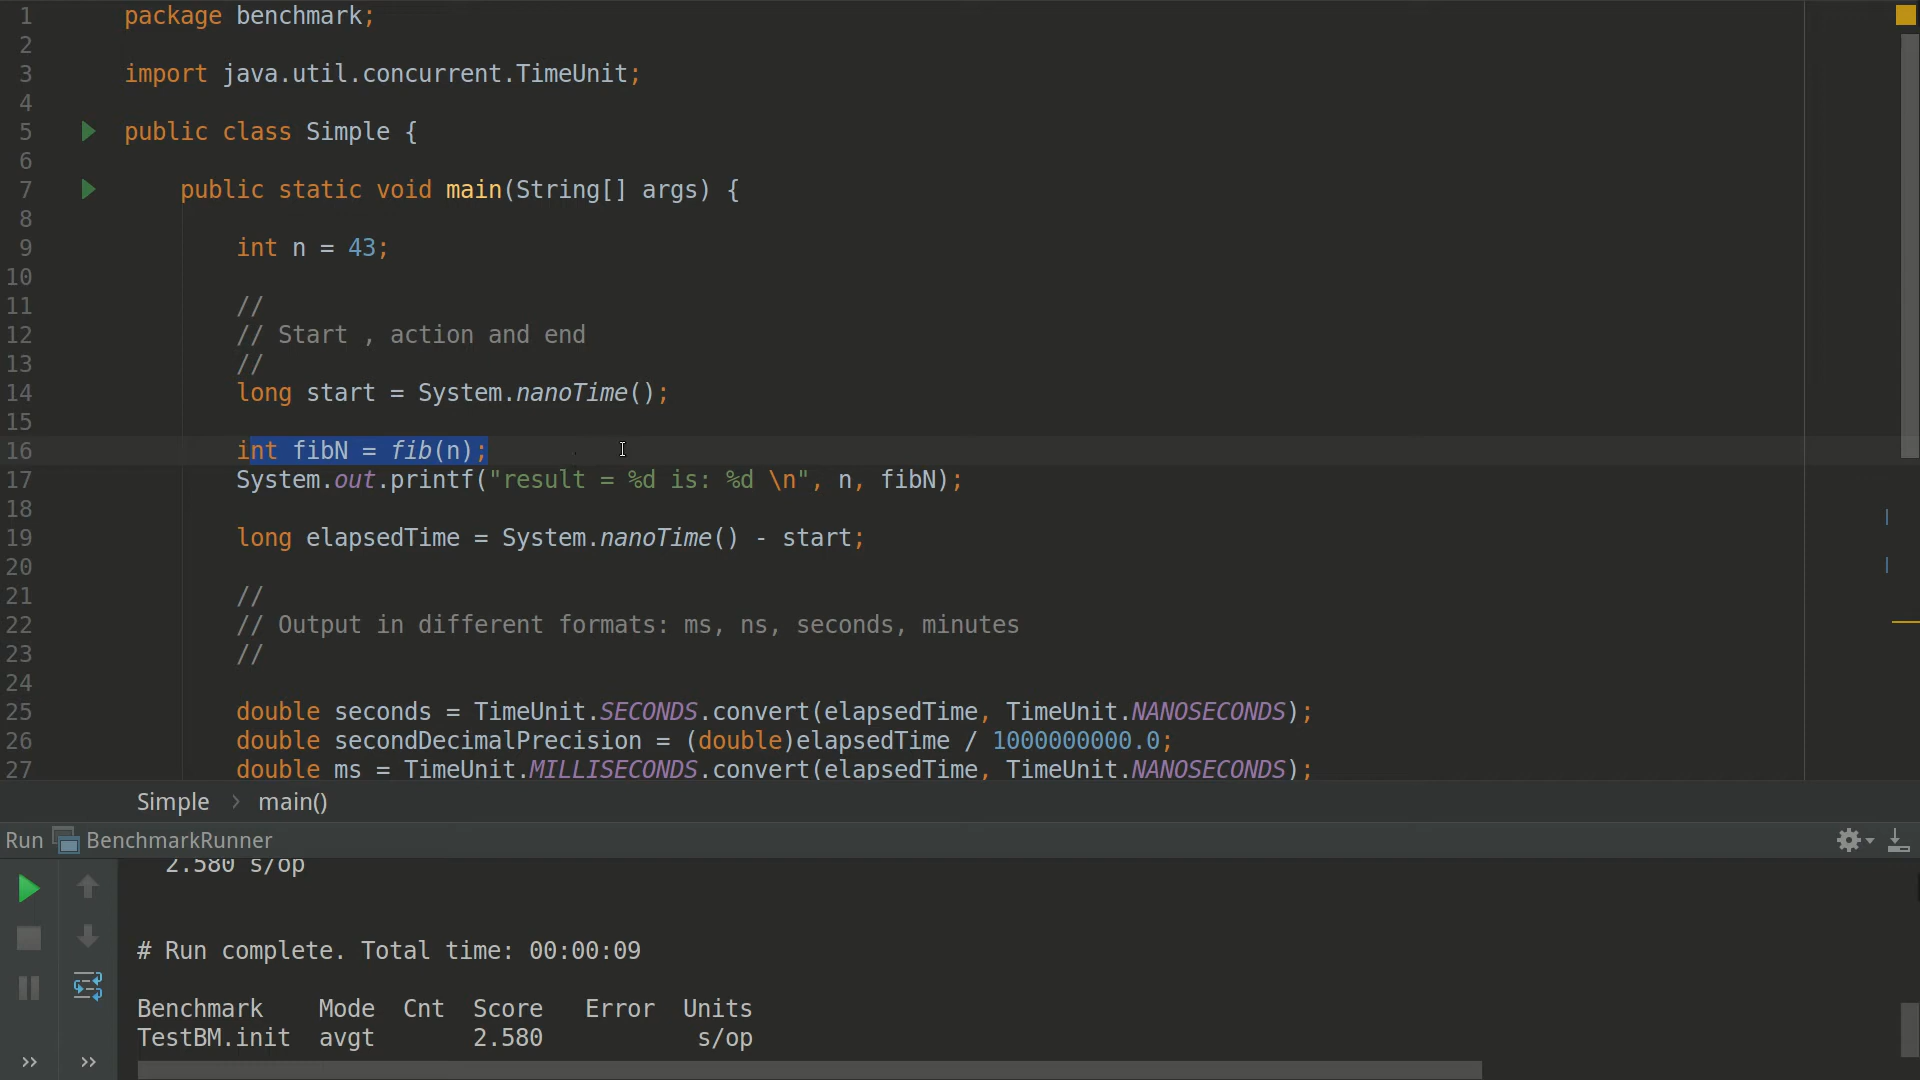 1 package benchmark;
2
3 import java.util.concurrent.TimeUnit;
4
5 public class Simple {
6
7 public static void main(String[] args) {
8
9 int n = 43;
10
11 //
12 // Start , action and end
13 //
14 long start = System.nanoTime();
15
16 int fibN = fib(n);
17 System.out.printf("result = %d is: %d \n", n, fibN);
18
19 long elapsedTime = System.nanoTime() - start;
20
21 //
22 // Output in different formats: ms, ns, seconds, minutes
23 //
24
25 double seconds = TimeUnit.SECONDS.convert(elapsedTime, TimeUnit.NANOSECONDS);
26 double secondDecimalPrecision = (double)elapsedTime / 1000000000.0;
27 double ms = TimeUnit.MILLISECONDS.convert(elapsedTime, TimeUnit.NANOSECONDS);
Simple > main()
Run BenchmarkRunner
2.580 s/op
# Run complete. Total time: 00:00:09
Benchmark Mode Cnt Score Error Units
TestBM.init avgt 2.580 s/op